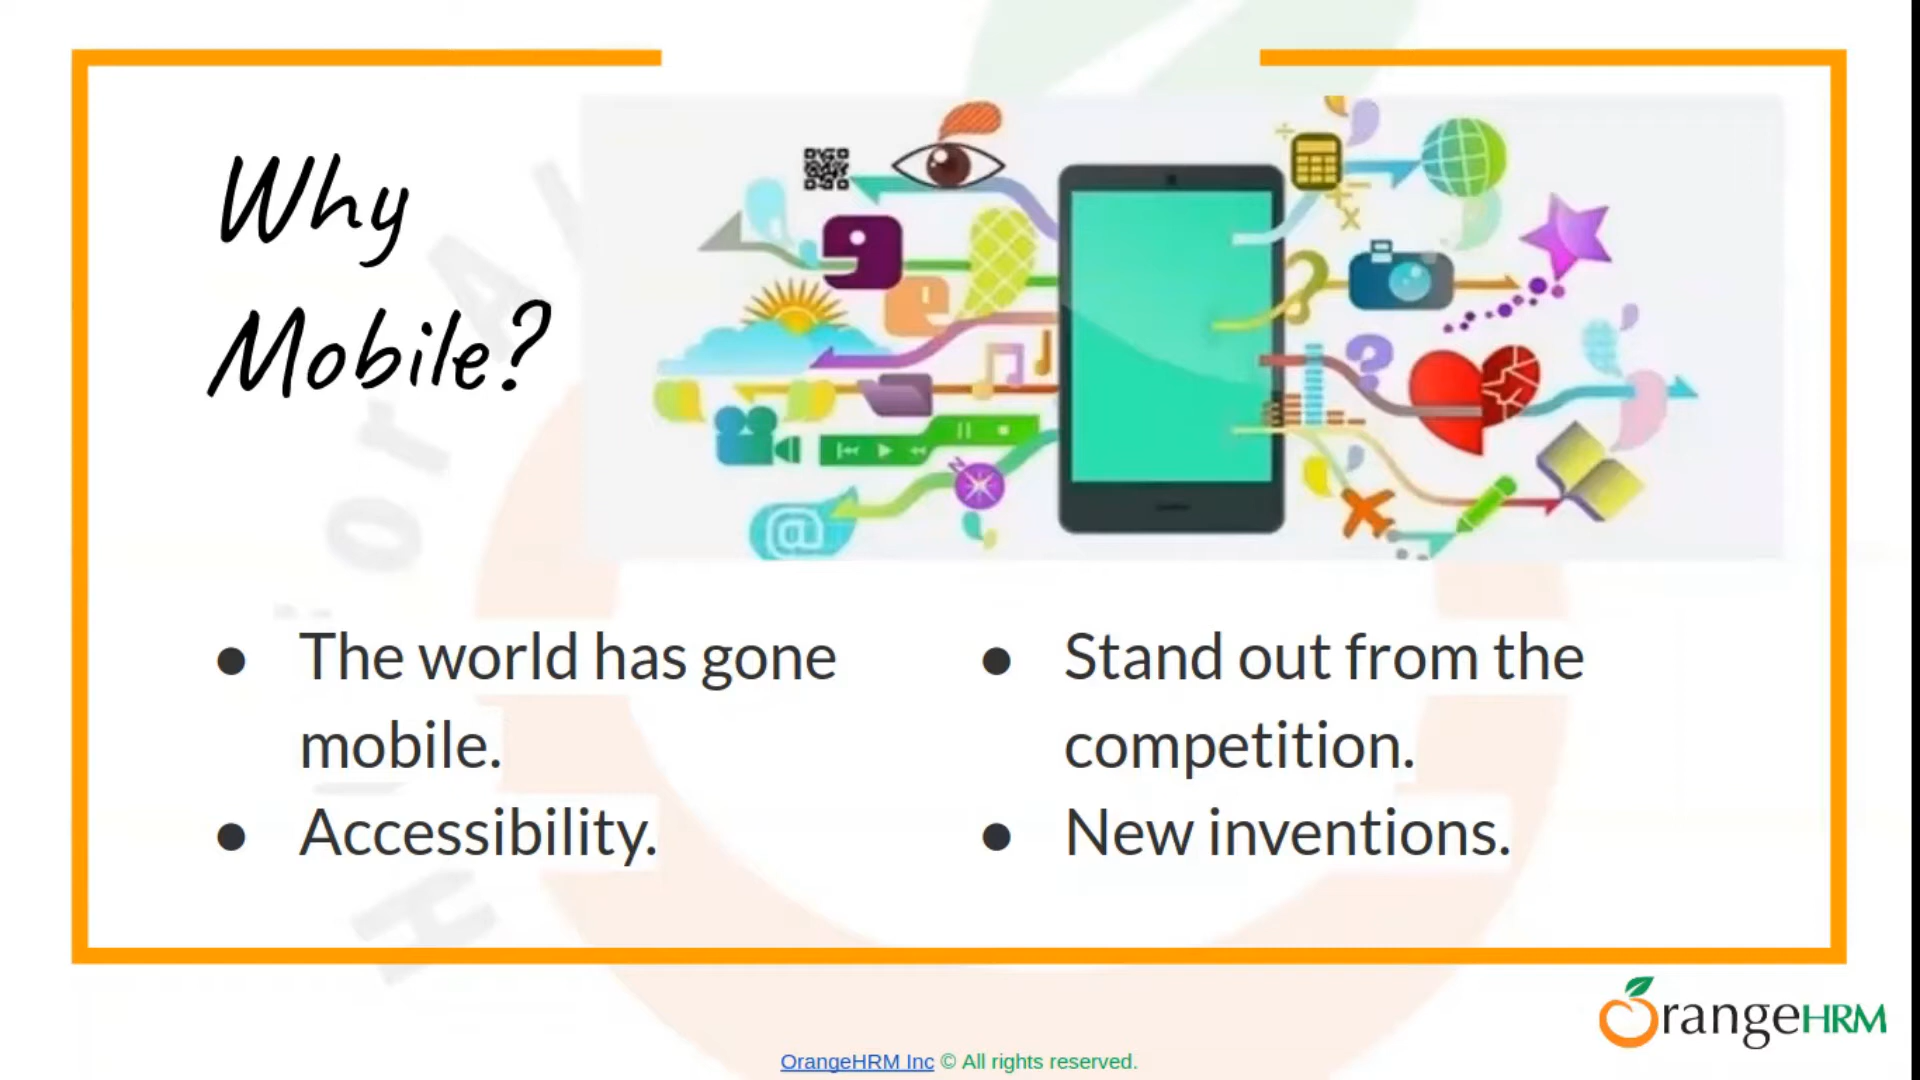 Why
Mobile?
● The world has gone
mobile.
● Accessibility.
● Stand out from the
competition.
● New inventions.
OrangeHRM
OrangeHRM Inc © All rights reserved.